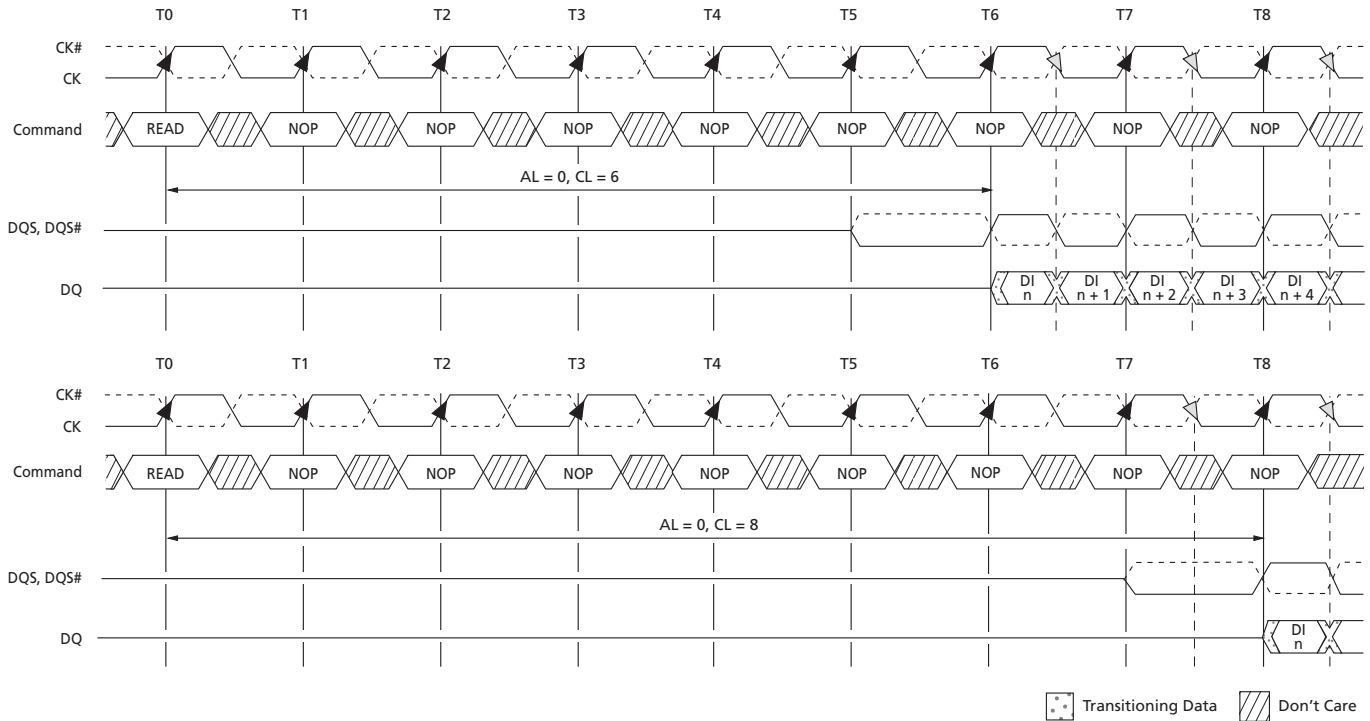 T0 T1 T2 T3 T4 T5 T6 T7 T8
CK#
CK
Command READ NOP NOP NOP NOP NOP NOP NOP NOP
AL = 0, CL = 6
DQS, DQS#
DQ DI n DI n + 1 DI n + 2 DI n + 3 DI n + 4
T0 T1 T2 T3 T4 T5 T6 T7 T8
CK#
CK
Command READ NOP NOP NOP NOP NOP NOP NOP NOP
AL = 0, CL = 8
DQS, DQS#
DQ DI n
Transitioning Data Don't Care